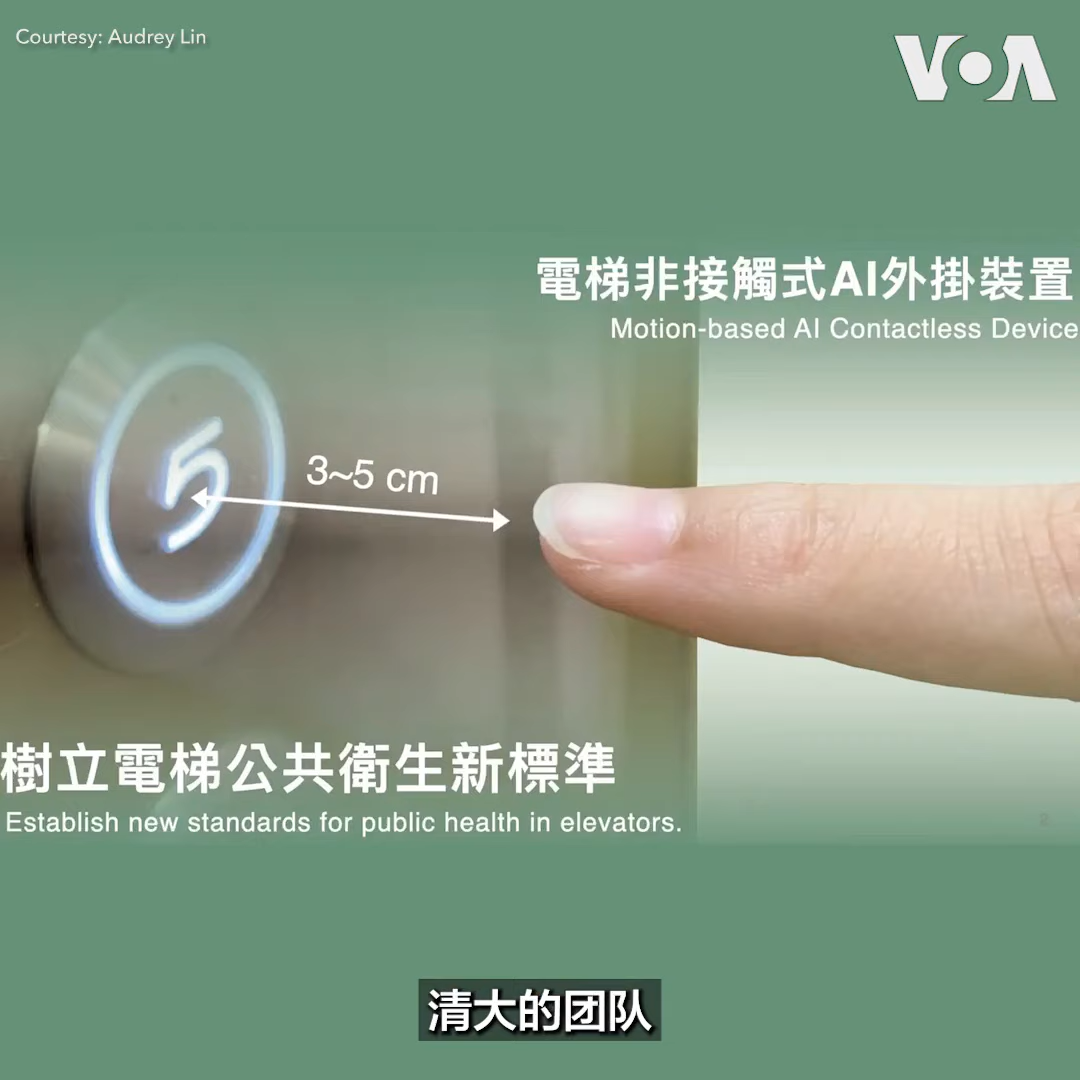 Courtesy: Audrey Lin
VOA
電梯非接觸式AI外掛裝置
Motion-based AI Contactless Device
5
3~5 cm
樹立電梯公共衛生新標準
Establish new standards for public health in elevators.
2
清大的团队